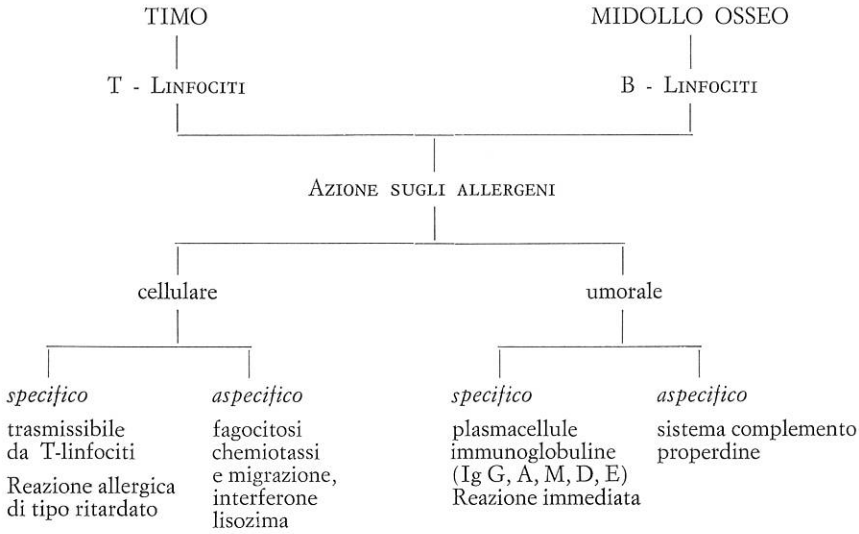 TIMO
MIDOLLO OSSEO
T - LINFOCITI
B - LINFOCITI
AZIONE SUGLI ALLERGENI
cellulare
umorale
specifico
aspecifico
specifico
aspecifico
trasmissibile
da T-linfociti
Reazione allergica
di tipo ritardato
fagocitosi
chemiotassi
e migrazione,
interferone
lisozima
plasmacellule
immunoglobuline
(Ig G, A, M, D, E)
Reazione immediata
sistema complemento
properdine